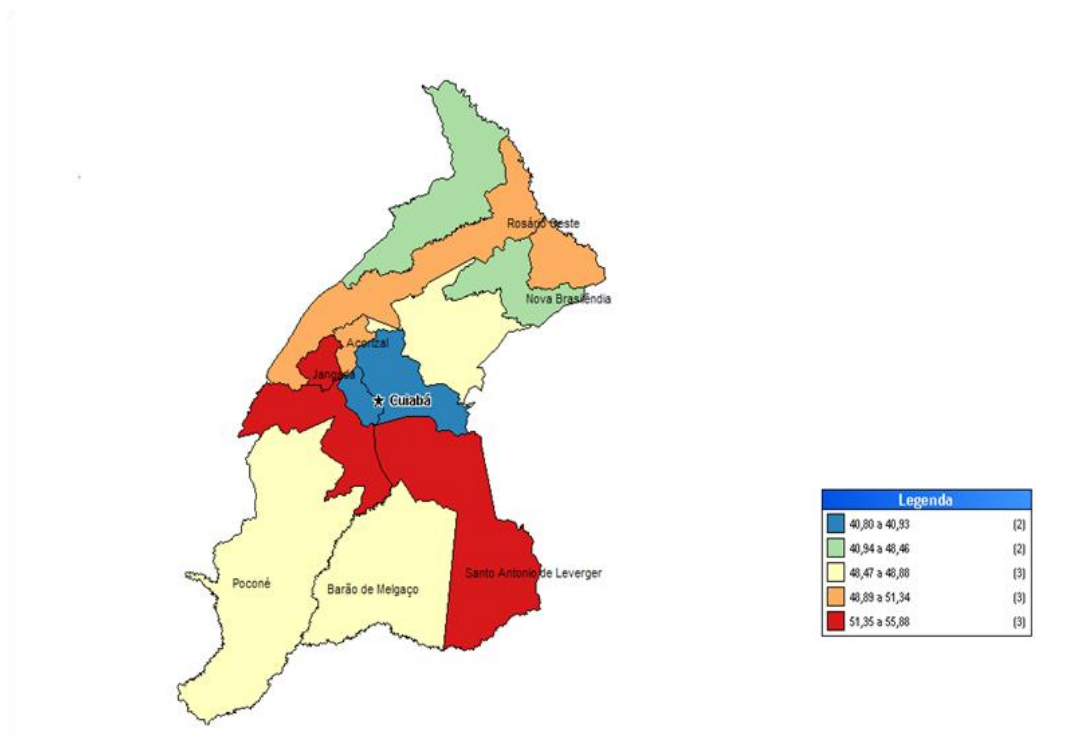 Rosário Oeste
Nova Brasilêndia
Acorizal
Jangada
Cuiabá
Santo Antonio de Leverger
Poconé
Barão de Melgaço
Legenda
40,80 a 40,93 (2)
40,94 a 48,46 (2)
48,47 a 48,88 (3)
48,89 a 51,34 (3)
51,35 a 55,88 (3)